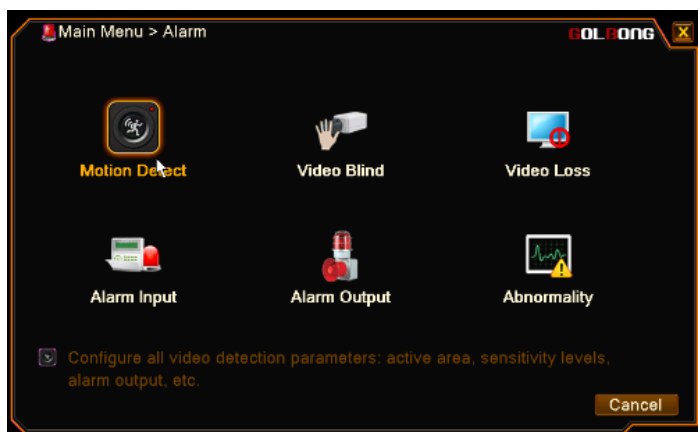 Main Menu > Alarm
GOLBONG
X
Motion Detect
Video Blind
Video Loss
Alarm Input
Alarm Output
Abnormality
Configure all video detection parameters: active area, sensitivity levels,
alarm output, etc.
Cancel